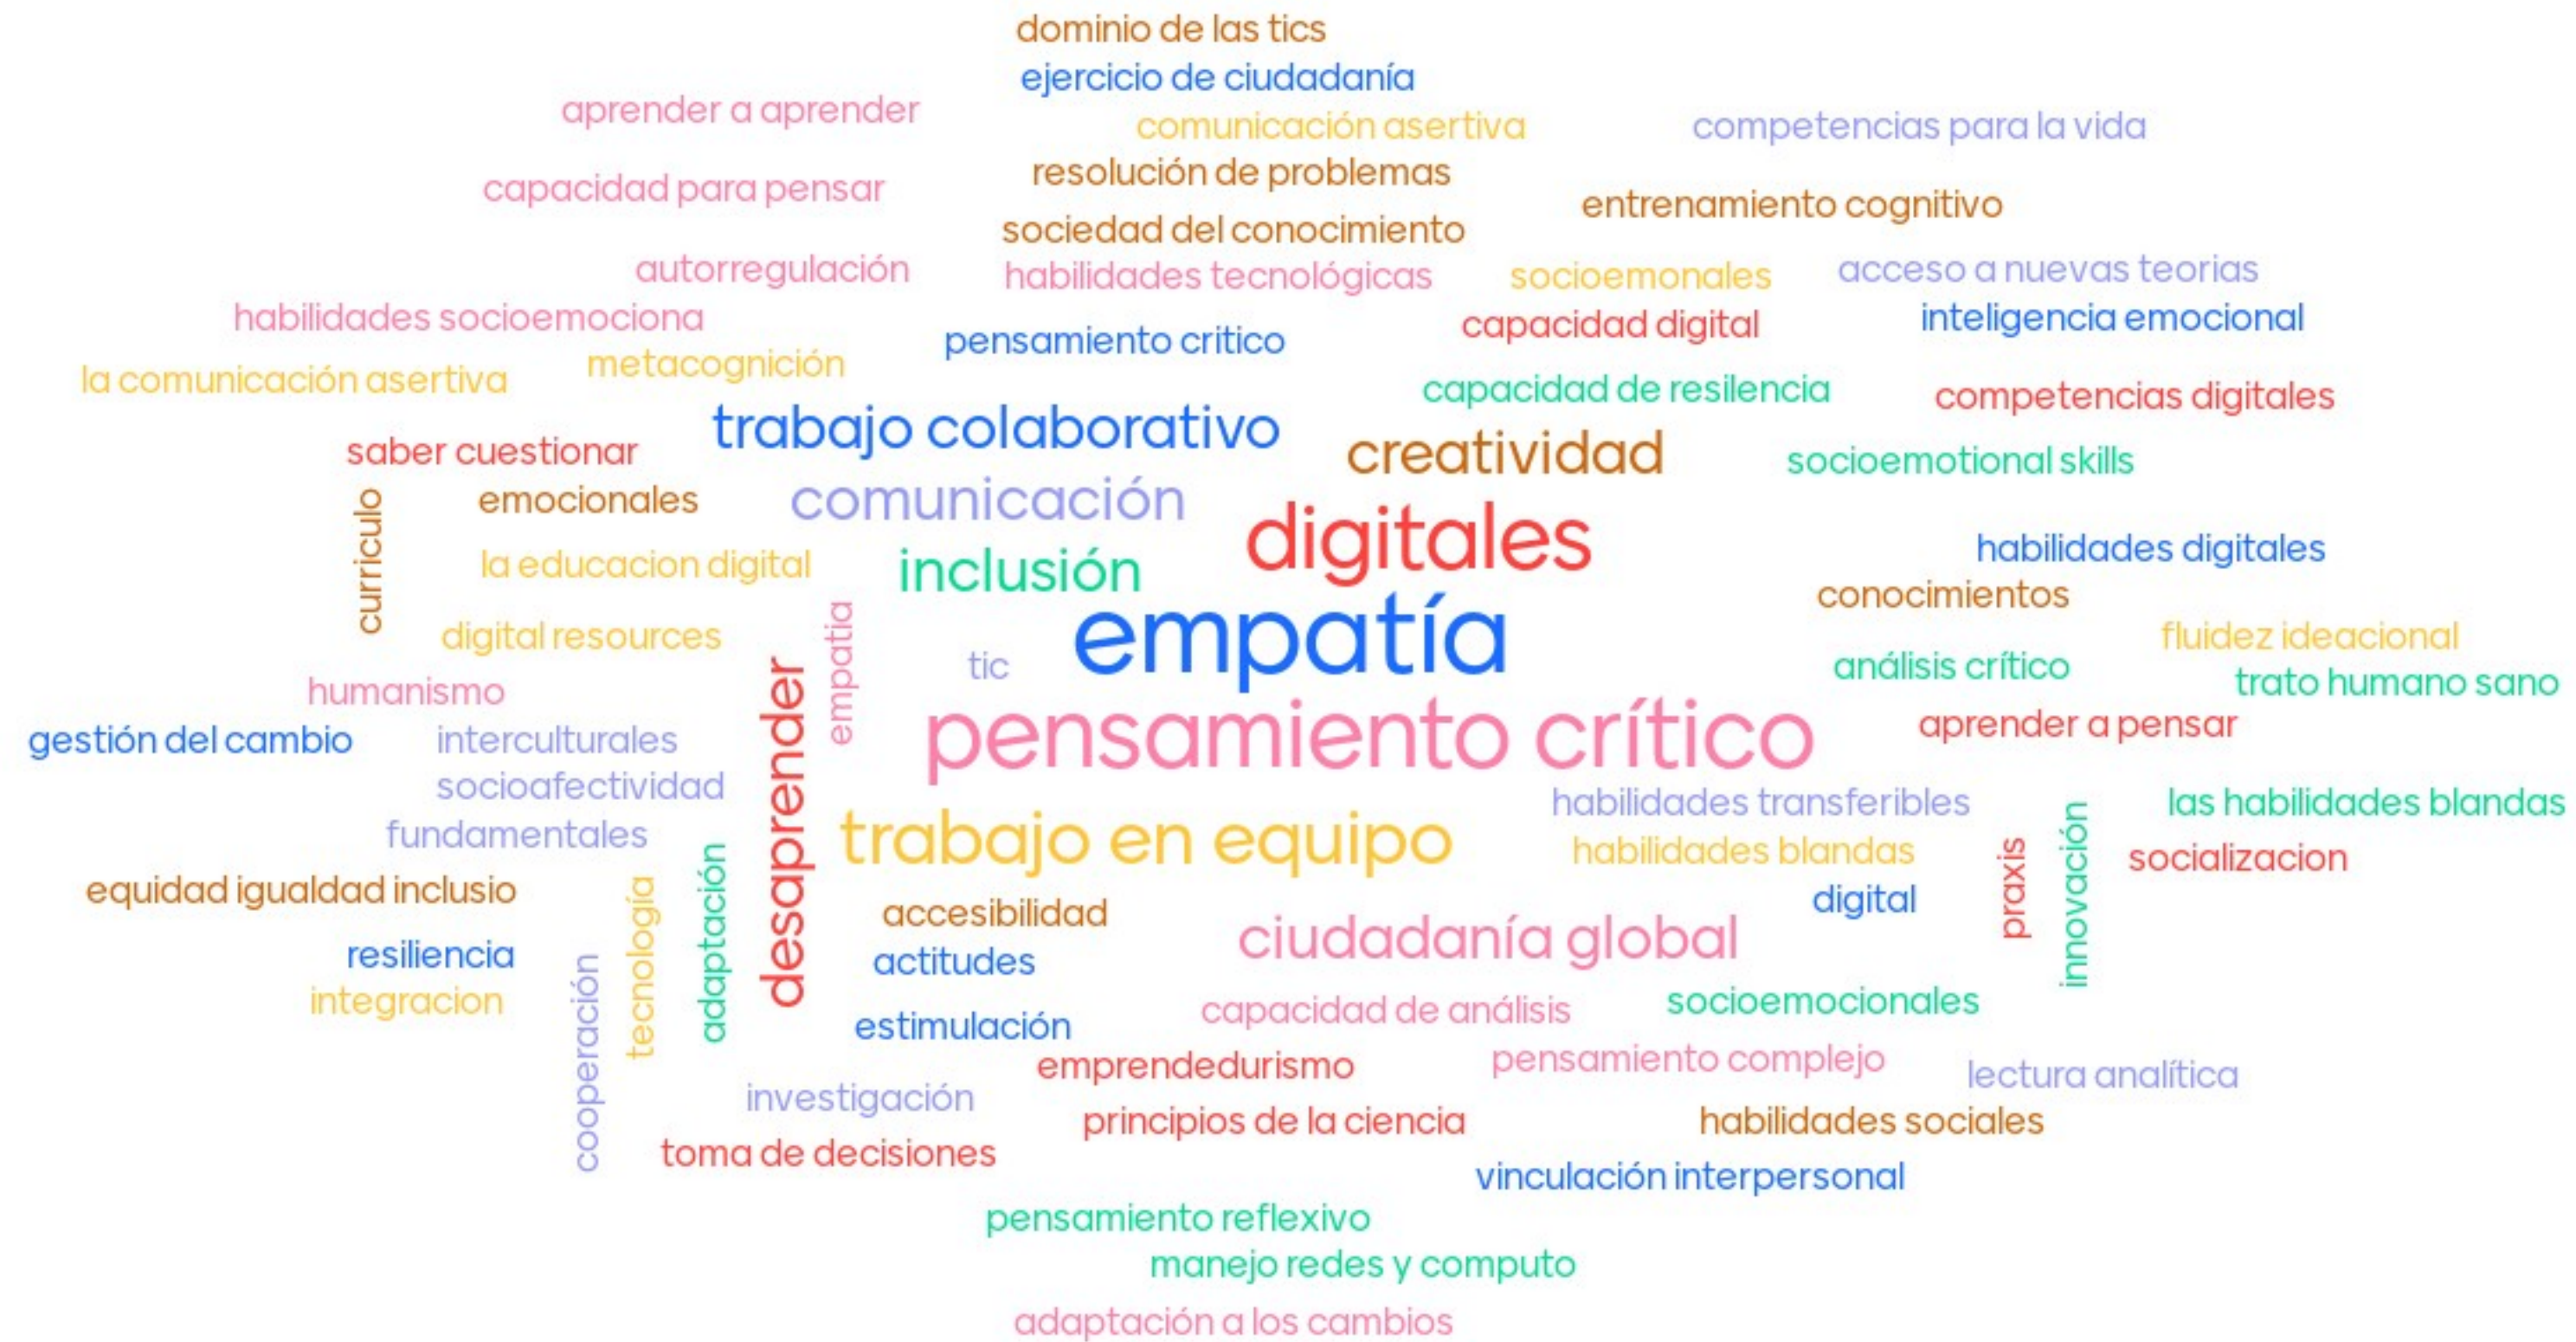 dominio de las tics
ejercicio de ciudadanía
aprender a aprender
comunicación asertiva
competencias para la vida
resolución de problemas
capacidad para pensar
entrenamiento cognitivo
sociedad del conocimiento
autorregulación
habilidades tecnológicas
socioemonales
acceso a nuevas teorias
habilidades socioemociona
capacidad digital
inteligencia emocional
pensamiento critico
metacognición
la comunicación asertiva
capacidad de resilencia
competencias digitales
trabajo colaborativo
saber cuestionar
creatividad
socioemotional skills
curriculo
emocionales
comunicación
digitales
habilidades digitales
la educacion digital
inclusión
conocimientos
digital resources
empatia
empatía
fluidez ideacional
tic
análisis crítico
trato humano sano
humanismo
desaprender
aprender a pensar
gestión del cambio
interculturales
pensamiento crítico
socioafectividad
habilidades transferibles
las habilidades blandas
fundamentales
trabajo en equipo
habilidades blandas
praxis
innovación
socializacion
equidad igualdad inclusio
digital
tecnología
adaptación
accesibilidad
ciudadanía global
resiliencia
actitudes
integracion
cooperación
capacidad de análisis
socioemocionales
estimulación
emprendedurismo
pensamiento complejo
lectura analítica
investigación
principios de la ciencia
habilidades sociales
toma de decisiones
vinculación interpersonal
pensamiento reflexivo
manejo redes y computo
adaptación a los cambios